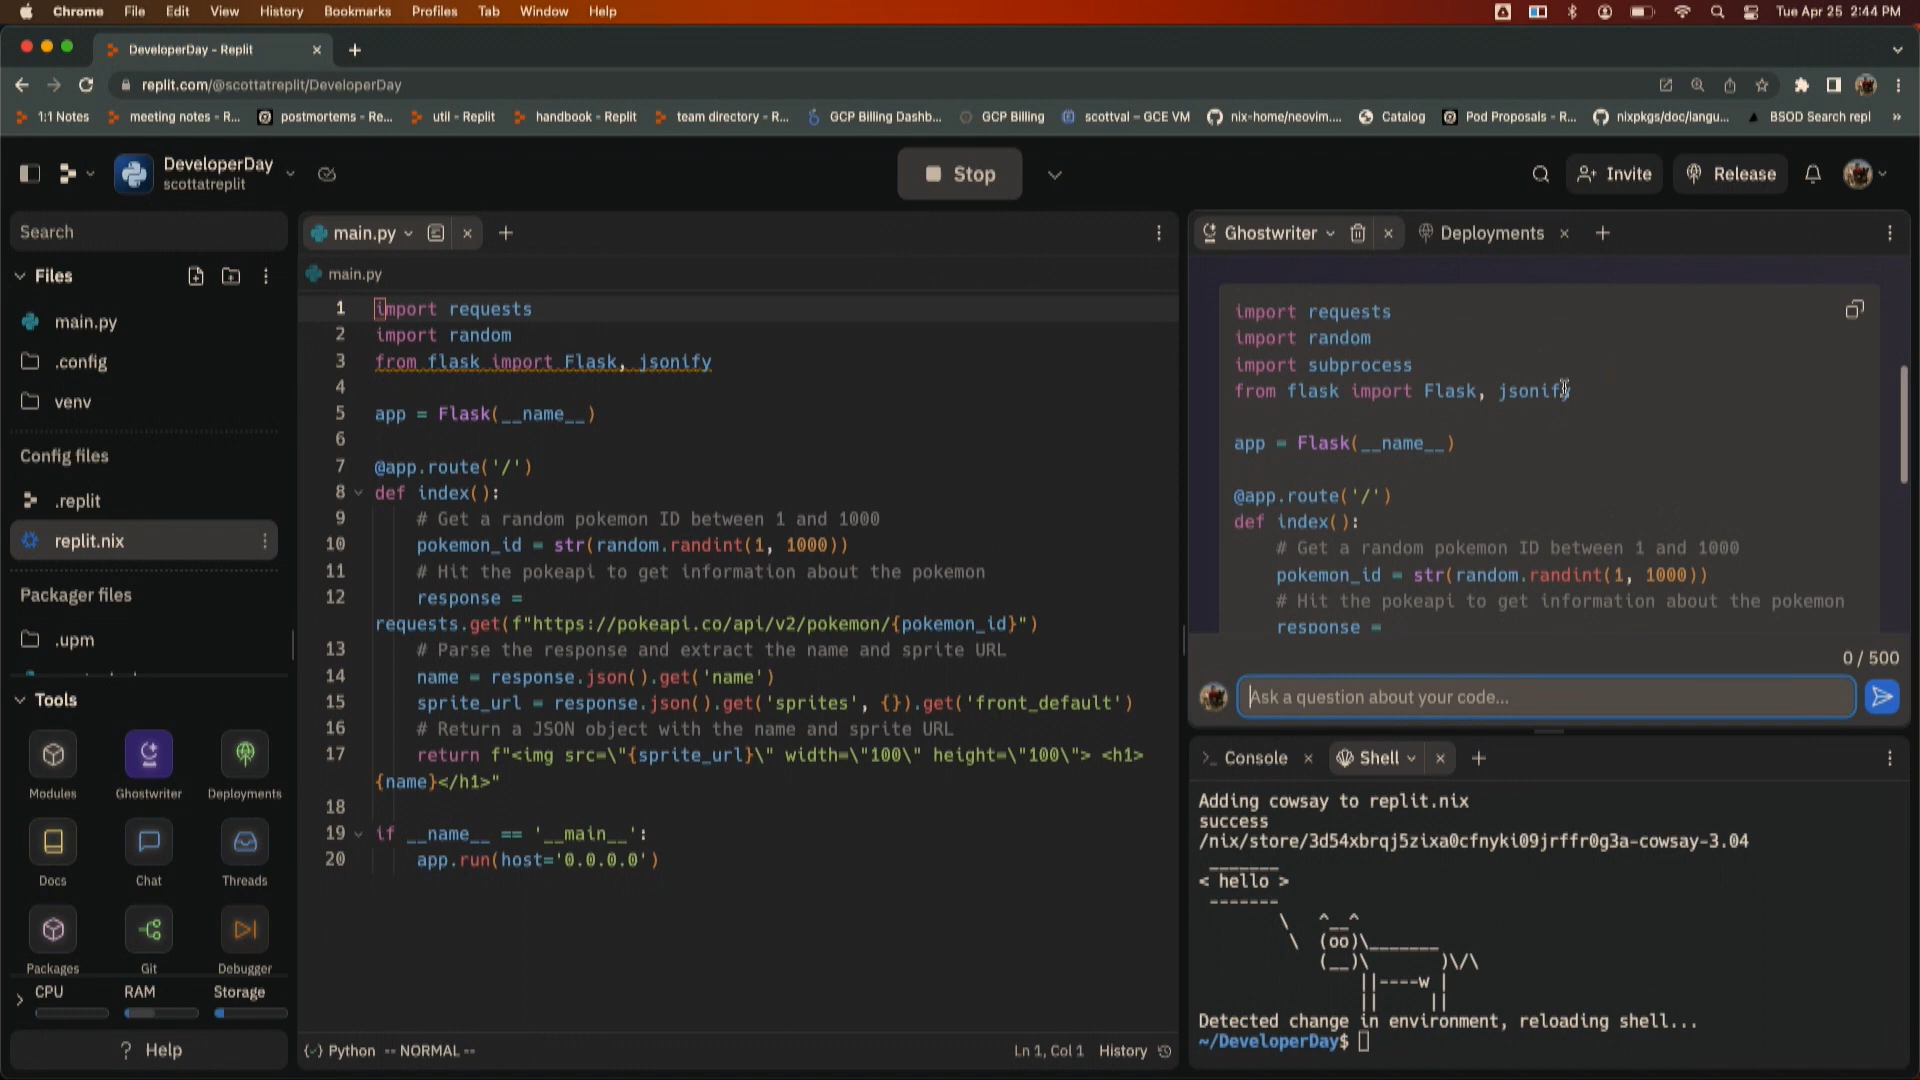 Chrome File Edit View History Bookmarks Profiles Tab Window Help Tue Apr 25 2:44 PM
DeveloperDay - Replit
replit.com/@scottatreplit/DeveloperDay
1:1 Notes meeting notes - R... postmortems - Re... util - Replit handbook - Replit team directory - R... GCP Billing Dashb... GCP Billing scottval – GCE VM nix-home/neovim.... Catalog Pod Proposals - R... nixpkgs/doc/langu... BSOD Search repl »
DeveloperDay
scottatreplit
Stop
Invite
Release
Search
Files
main.py
.config
venv
Config files
.replit
replit.nix
Packager files
.upm
Tools
Modules
Ghostwriter
Deployments
Docs
Chat
Threads
Packages
Git
Debugger
CPU
RAM
Storage
? Help
main.py
main.py
1 import requests
2 import random
3 from flask import Flask, jsonify
4
5 app = Flask(__name__)
6
7 @app.route('/')
8 def index():
9 # Get a random pokemon ID between 1 and 1000
10 pokemon_id = str(random.randint(1, 1000))
11 # Hit the pokeapi to get information about the pokemon
12 response =
requests.get(f"https://pokeapi.co/api/v2/pokemon/{pokemon_id}")
13 # Parse the response and extract the name and sprite URL
14 name = response.json().get('name')
15 sprite_url = response.json().get('sprites', {}).get('front_default')
16 # Return a JSON object with the name and sprite URL
17 return f"<img src=\"{sprite_url}\" width=\"100\" height=\"100\"> <h1>
{name}</h1>"
18
19 if __name__ == '__main__':
20 app.run(host='0.0.0.0')
Python -- NORMAL --
Ln 1, Col 1 History
Ghostwriter
Deployments
import requests
import random
import subprocess
from flask import Flask, jsonify
app = Flask(__name__)
@app.route('/')
def index():
# Get a random pokemon ID between 1 and 1000
pokemon_id = str(random.randint(1, 1000))
# Hit the pokeapi to get information about the pokemon
response =
0 / 500
Ask a question about your code...
Console
Shell
Adding cowsay to replit.nix
success
/nix/store/3d54xbrqj5zixa0cfnyki09jrffr0g3a-cowsay-3.04
_______
< hello >
-------
\ ^__^
\ (oo)\_______
(__)\ )\/\
||----w |
|| ||
Detected change in environment, reloading shell...
~/DeveloperDay$